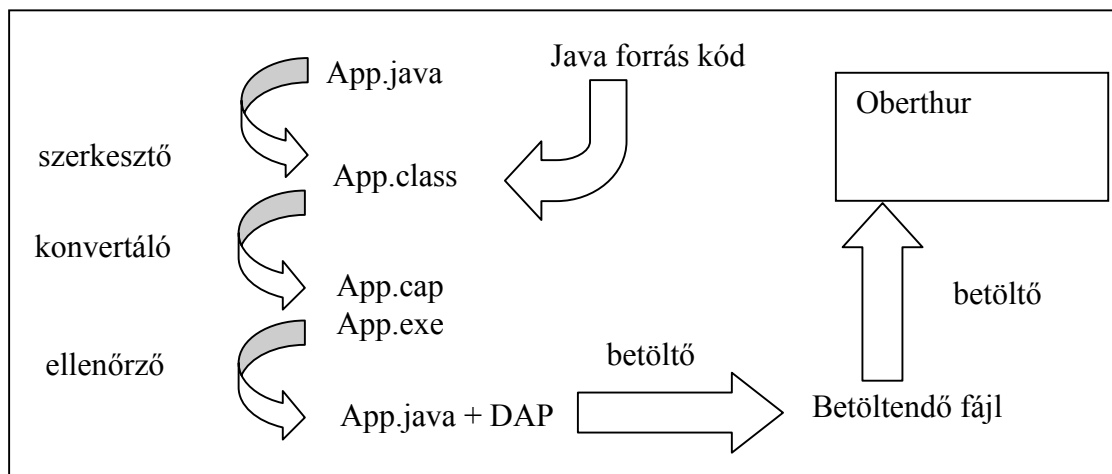 App.java
Java forrás kód
Oberthur
szerkesztő
App.class
konvertáló
App.cap
App.exe
betöltő
ellenőrző
betöltő
App.java + DAP
Betöltendő fájl